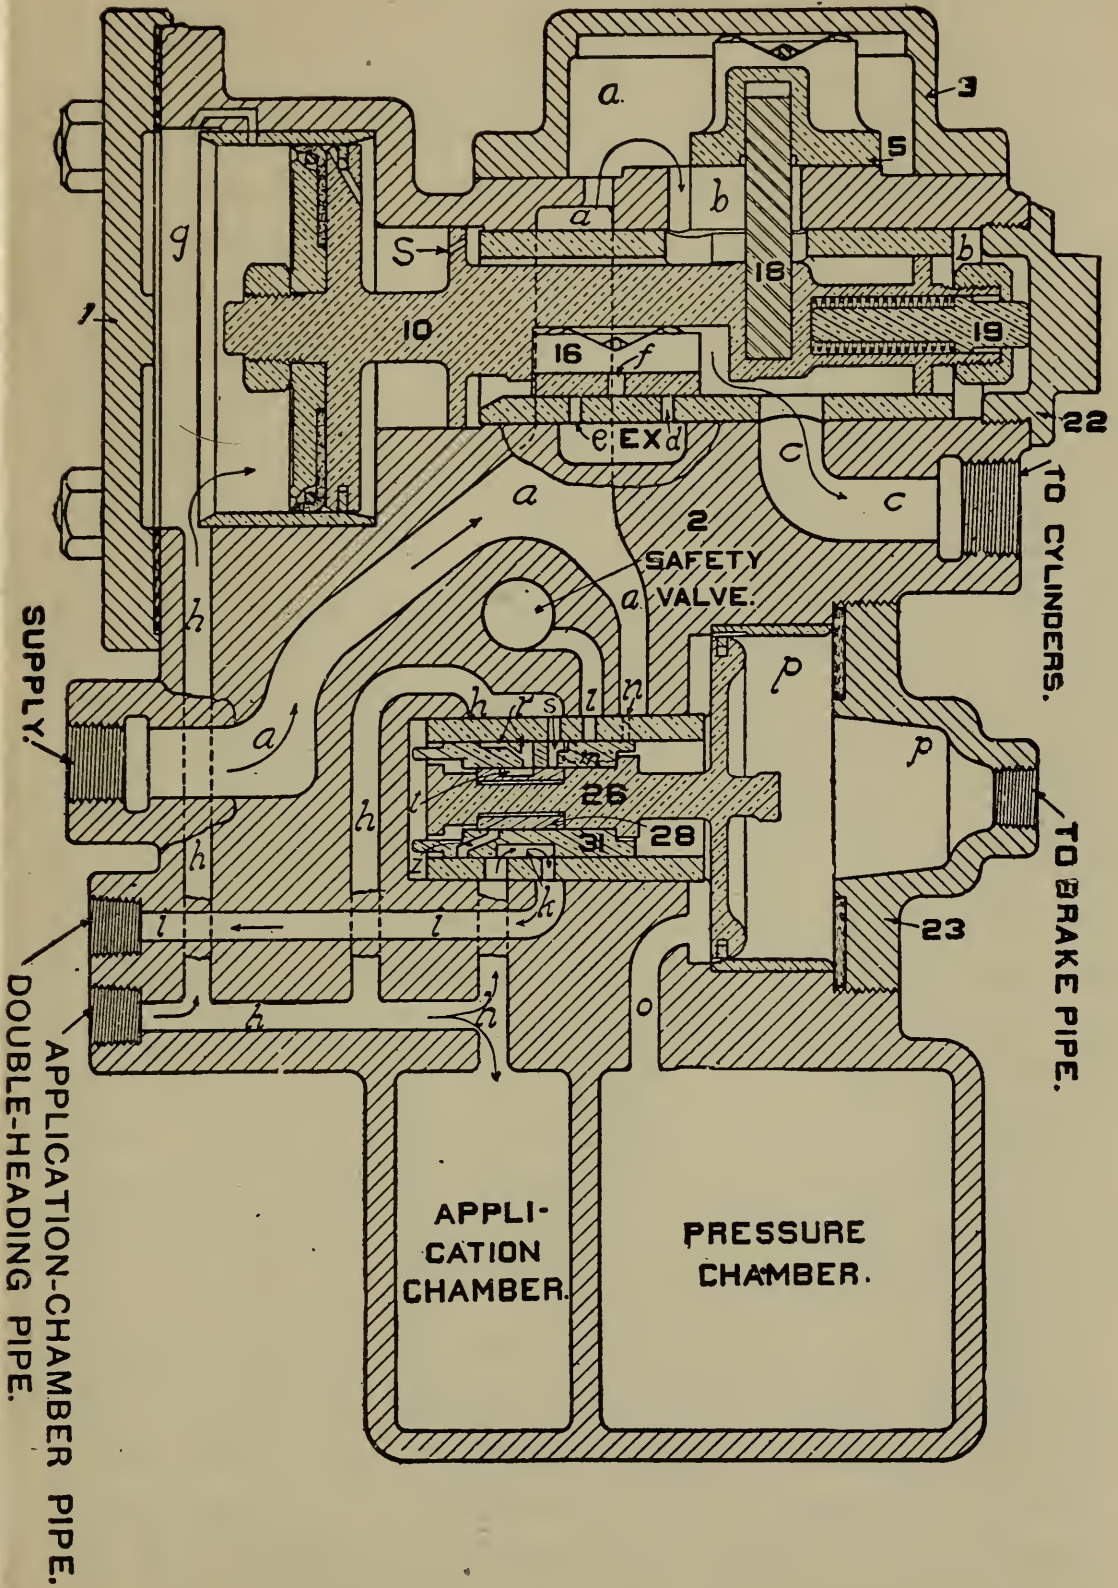 a
3
5
a
b
g
S
b
18
1
10
19
16
f
22
e EX d
c
a
c
TO CYLINDERS.
2
SAFETY
VALVE.
a
h
p
SUPPLY.
l
n
h
r
s
p
a
m
l
26
h
28
31
TO BRAKE PIPE.
h
k
l
l
23
h
h
o
DOUBLE-HEADING PIPE.
APPLICATION-CHAMBER PIPE.
APPLI-
CATION
CHAMBER.
PRESSURE
CHAMBER.